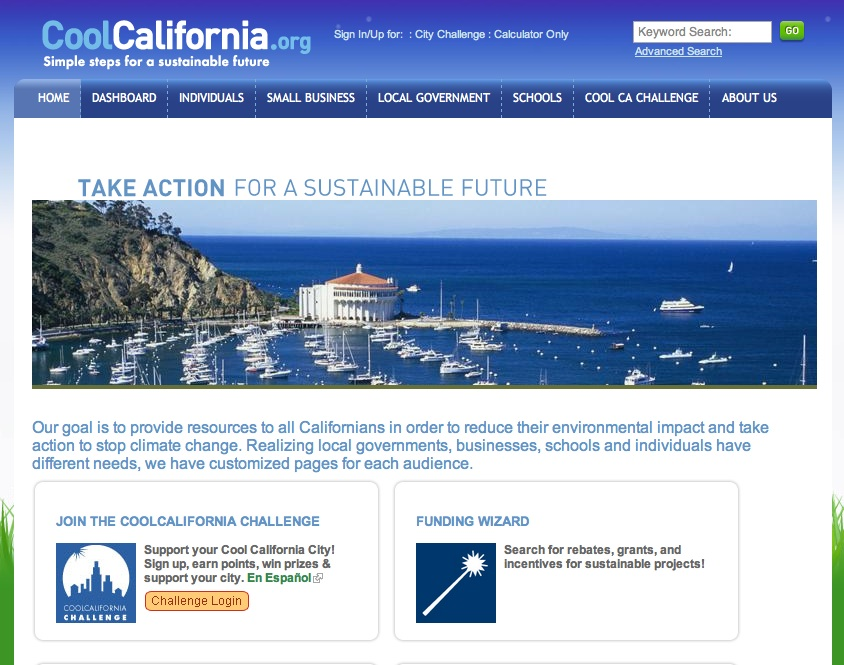 CoolCalifornia.org
Simple steps for a sustainable future
Sign In/Up for: : City Challenge : Calculator Only
Keyword Search:
GO
Advanced Search
HOME
DASHBOARD
INDIVIDUALS
SMALL BUSINESS
LOCAL GOVERNMENT
SCHOOLS
COOL CA CHALLENGE
ABOUT US
TAKE ACTION FOR A SUSTAINABLE FUTURE
Our goal is to provide resources to all Californians in order to reduce their environmental impact and take
action to stop climate change. Realizing local governments, businesses, schools and individuals have
different needs, we have customized pages for each audience.
JOIN THE COOLCALIFORNIA CHALLENGE
COOLCALIFORNIA
CHALLENGE
Support your Cool California City!
Sign up, earn points, win prizes &
support your city. En Español
Challenge Login
FUNDING WIZARD
Search for rebates, grants, and
incentives for sustainable projects!